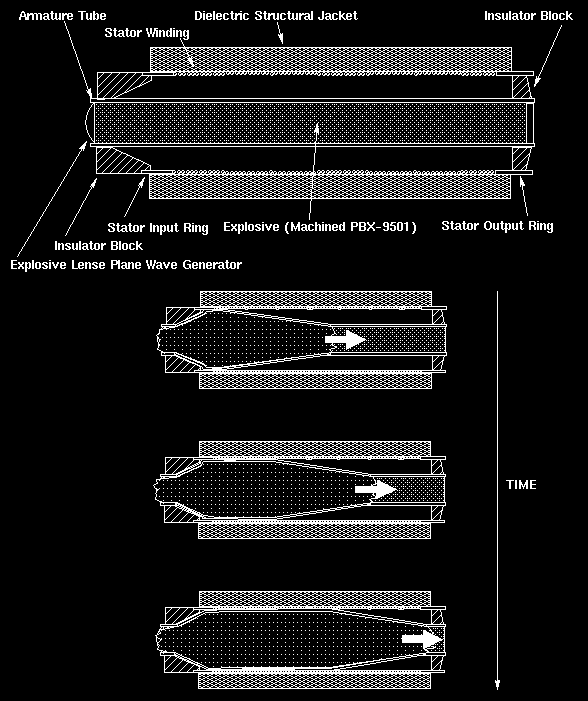 Armature Tube
Dielectric Structural Jacket
Insulator Block
Stator Winding
Stator Input Ring
Explosive (Machined PBX-9501)
Stator Output Ring
Insulator Block
Explosive Lense Plane Wave Generator
TIME